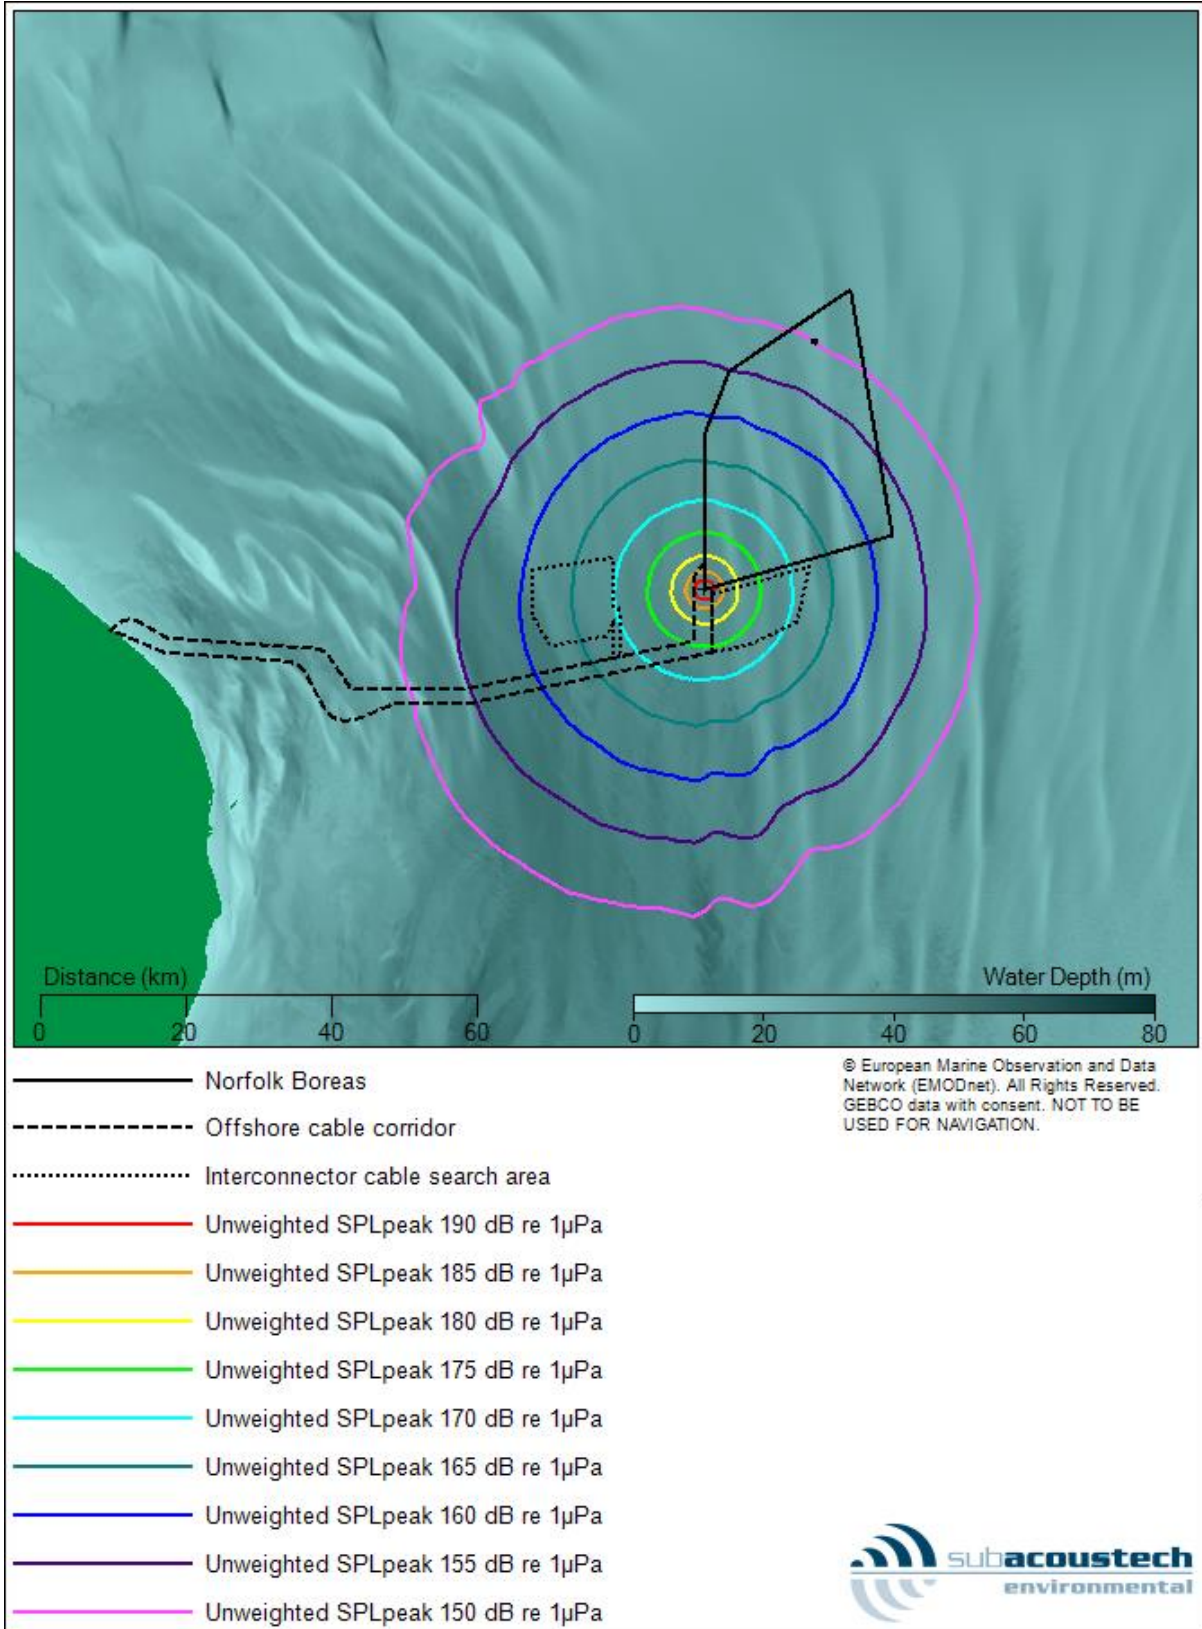 Distance (km)
0 20 40 60
Water Depth (m)
0 20 40 60 80
© European Marine Observation and Data
Network (EMODnet). All Rights Reserved.
GEBCO data with consent. NOT TO BE
USED FOR NAVIGATION.
Norfolk Boreas
Offshore cable corridor
Interconnector cable search area
Unweighted SPLpeak 190 dB re 1µPa
Unweighted SPLpeak 185 dB re 1µPa
Unweighted SPLpeak 180 dB re 1µPa
Unweighted SPLpeak 175 dB re 1µPa
Unweighted SPLpeak 170 dB re 1µPa
Unweighted SPLpeak 165 dB re 1µPa
Unweighted SPLpeak 160 dB re 1µPa
Unweighted SPLpeak 155 dB re 1µPa
Unweighted SPLpeak 150 dB re 1µPa
subacoustech
environmental